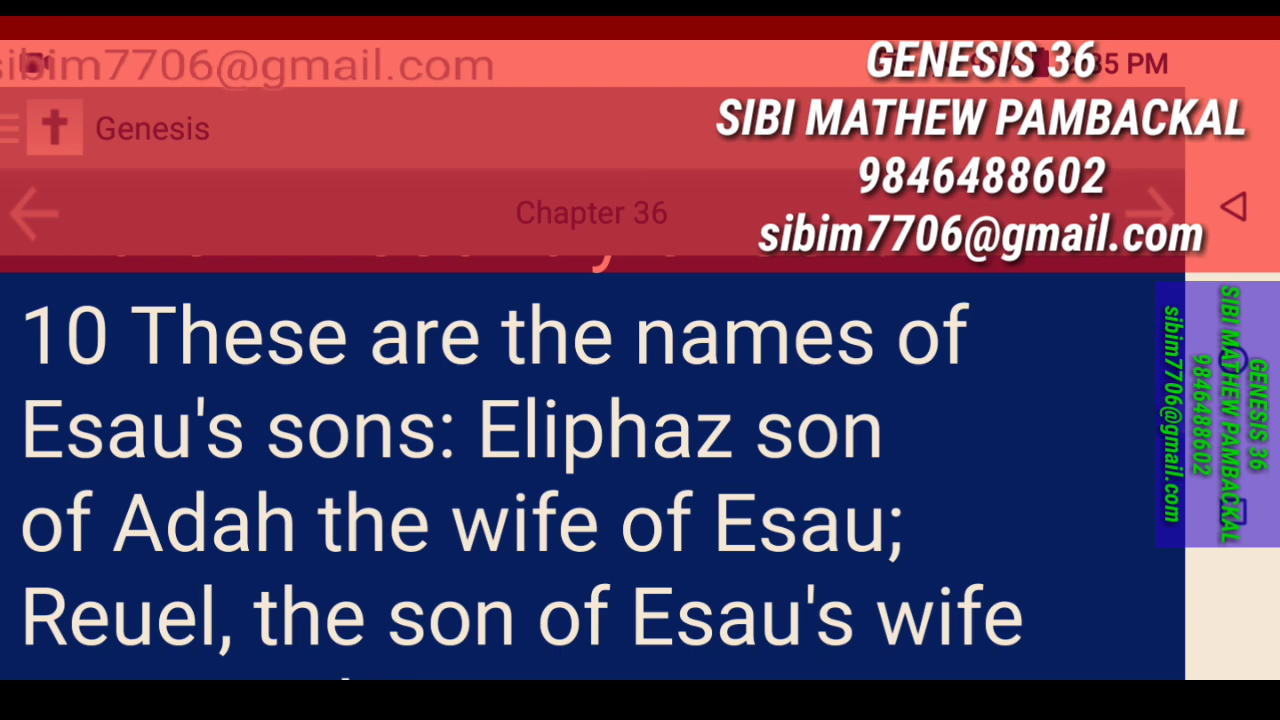 sibim7706@gmail.com
35 PM
Genesis
Chapter 36
GENESIS 36
SIBI MATHEW PAMBACKAL
9846488602
sibim7706@gmail.com
10 These are the names of
Esau's sons: Eliphaz son
of Adah the wife of Esau;
Reuel, the son of Esau's wife
GENESIS 36
SIBI MATHEW PAMBACKAL
9846488602
sibim7706@gmail.com